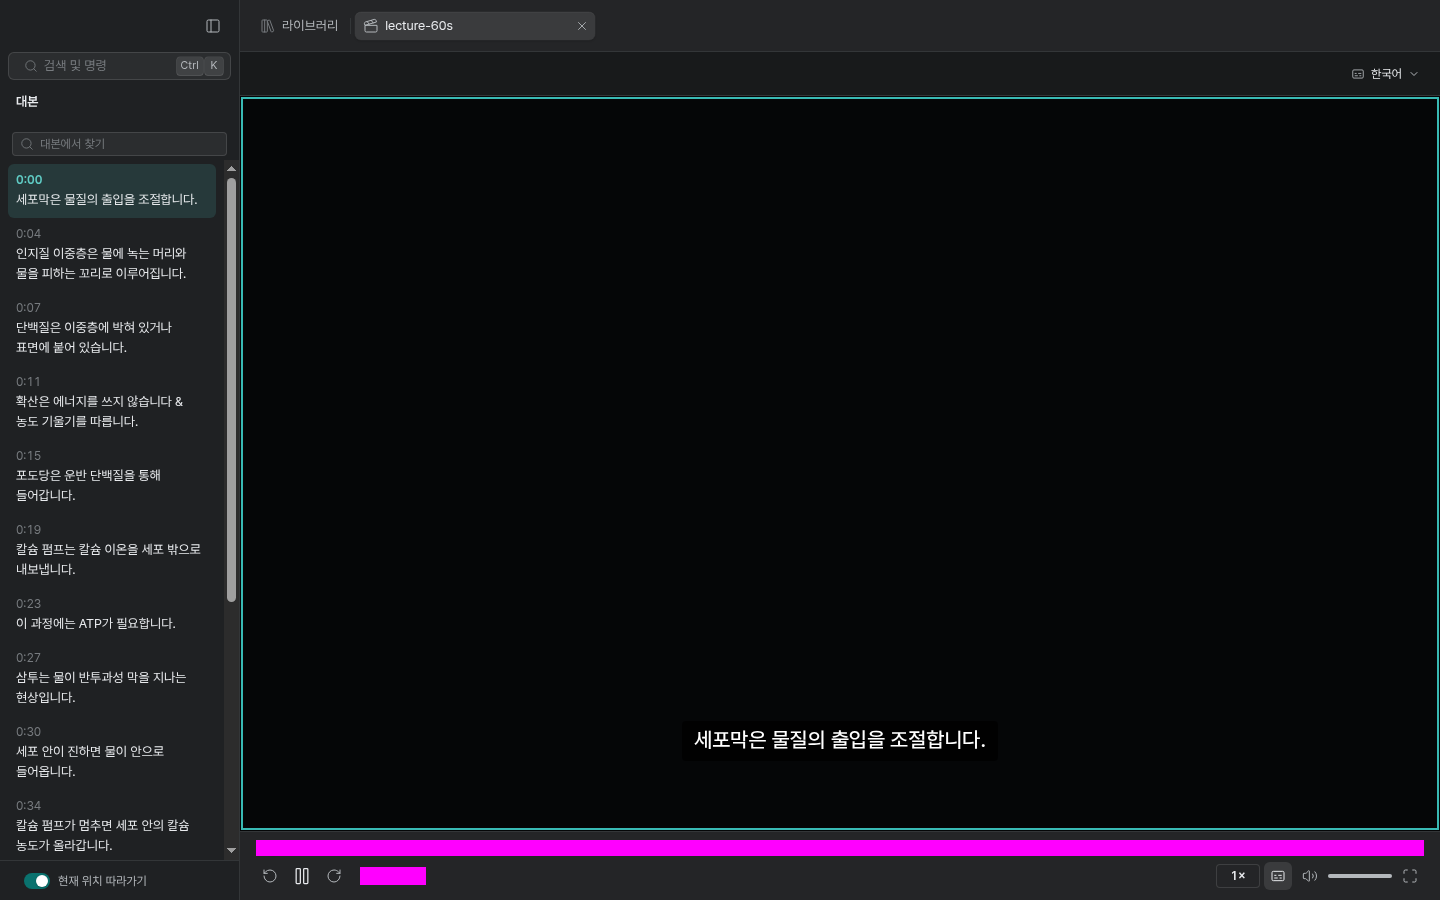 라이브러리
lecture-60s
검색 및 명령
Ctrl K
한국어
대본
대본에서 찾기
0:00
세포막은 물질의 출입을 조절합니다.
0:04
인지질 이중층은 물에 녹는 머리와
물을 피하는 꼬리로 이루어집니다.
0:07
단백질은 이중층에 박혀 있거나
표면에 붙어 있습니다.
0:11
확산은 에너지를 쓰지 않습니다 &
농도 기울기를 따릅니다.
0:15
포도당은 운반 단백질을 통해
들어갑니다.
0:19
칼슘 펌프는 칼슘 이온을 세포 밖으로
내보냅니다.
0:23
이 과정에는 ATP가 필요합니다.
0:27
삼투는 물이 반투과성 막을 지나는
현상입니다.
0:30
세포 안이 진하면 물이 안으로
들어옵니다.
0:34
칼슘 펌프가 멈추면 세포 안의 칼슘
농도가 올라갑니다.
현재 위치 따라가기
세포막은 물질의 출입을 조절합니다.
1×